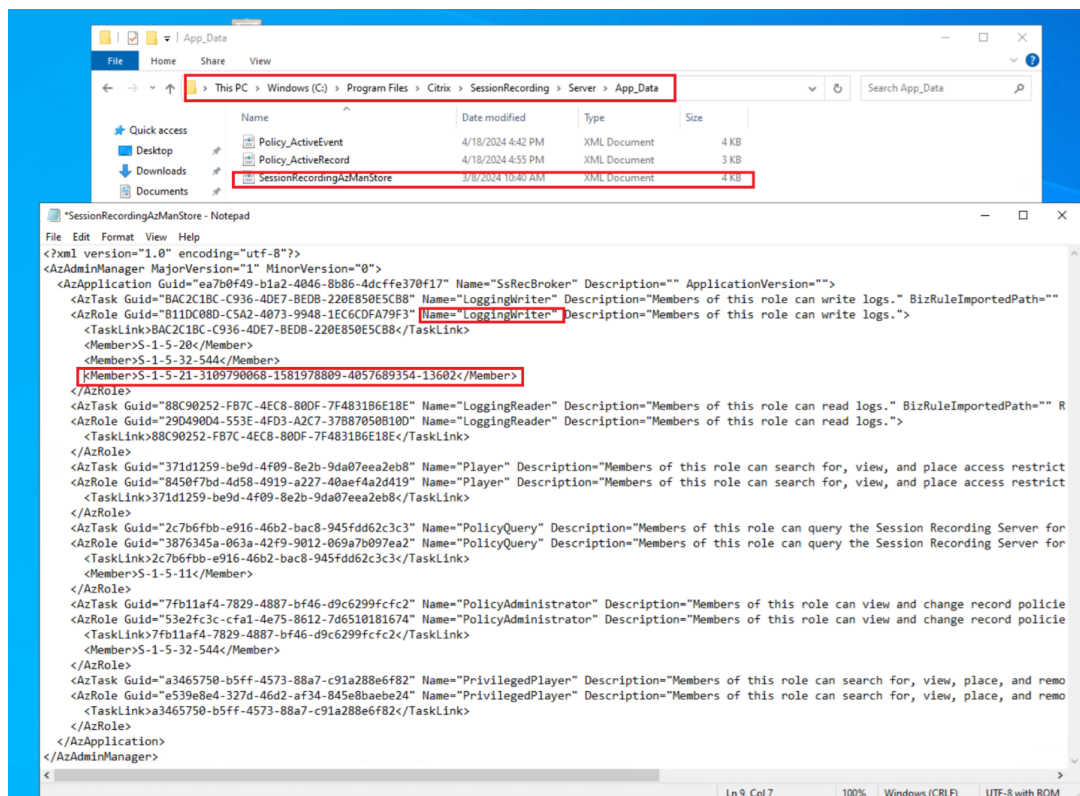 App_Data
File Home Share View
This PC > Windows (C:) > Program Files > Citrix > SessionRecording > Server > App_Data
Search App_Data
Name Date modified Type Size
Quick access
Desktop
Downloads
Documents
Policy_ActiveEvent 4/18/2024 4:42 PM XML Document 4 KB
Policy_ActiveRecord 4/18/2024 4:55 PM XML Document 3 KB
SessionRecordingAzManStore 3/8/2024 10:40 AM XML Document 4 KB
*SessionRecordingAzManStore - Notepad
File Edit Format View Help
<?xml version="1.0" encoding="utf-8"?>
<AzAdminManager MajorVersion="1" MinorVersion="0">
<AzApplication Guid="ea7b0f49-b1a2-4046-8b86-4dcffe370f17" Name="SsRecBroker" Description="" ApplicationVersion="">
<AzTask Guid="BAC2C1BC-C936-4DE7-BEDB-220E850E5CB8" Name="LoggingWriter" Description="Members of this role can write logs." BizRuleImportedPath=""
<AzRole Guid="B11DC08D-C5A2-4073-9948-1EC6CDFA79F3" Name="LoggingWriter" Description="Members of this role can write logs.">
<TaskLink>BAC2C1BC-C936-4DE7-BEDB-220E850E5CB8</TaskLink>
<Member>S-1-5-20</Member>
<Member>S-1-5-32-544</Member>
<Member>S-1-5-21-3109790068-1581978809-4057689354-13602</Member>
</AzRole>
<AzTask Guid="88C90252-FB7C-4EC8-80DF-7F4831B6E18E" Name="LoggingReader" Description="Members of this role can read logs." BizRuleImportedPath="" R
<AzRole Guid="29D490D4-553E-4FD3-A2C7-37B87050B10D" Name="LoggingReader" Description="Members of this role can read logs.">
<TaskLink>88C90252-FB7C-4EC8-80DF-7F4831B6E18E</TaskLink>
</AzRole>
<AzTask Guid="371d1259-be9d-4f09-8e2b-9da07eea2eb8" Name="Player" Description="Members of this role can search for, view, and place access restrict
<AzRole Guid="8450f7bd-4d58-4919-a227-40aef4a2d419" Name="Player" Description="Members of this role can search for, view, and place access restrict
<TaskLink>371d1259-be9d-4f09-8e2b-9da07eea2eb8</TaskLink>
</AzRole>
<AzTask Guid="2c7b6fbb-e916-46b2-bac8-945fdd62c3c3" Name="PolicyQuery" Description="Members of this role can query the Session Recording Server for
<AzRole Guid="3876345a-063a-42f9-9012-069a7b097ea2" Name="PolicyQuery" Description="Members of this role can query the Session Recording Server for
<TaskLink>2c7b6fbb-e916-46b2-bac8-945fdd62c3c3</TaskLink>
<Member>S-1-5-11</Member>
</AzRole>
<AzTask Guid="7fb11af4-7829-4887-bf46-d9c6299fcfc2" Name="PolicyAdministrator" Description="Members of this role can view and change record policie
<AzRole Guid="53e2fc3c-cfa1-4e75-8612-7d6510181674" Name="PolicyAdministrator" Description="Members of this role can view and change record policie
<TaskLink>7fb11af4-7829-4887-bf46-d9c6299fcfc2</TaskLink>
<Member>S-1-5-32-544</Member>
</AzRole>
<AzTask Guid="a3465750-b5ff-4573-88a7-c91a288e6f82" Name="PrivilegedPlayer" Description="Members of this role can search for, view, place, and remo
<AzRole Guid="e539e8e4-327d-46d2-af34-845e8baebe24" Name="PrivilegedPlayer" Description="Members of this role can search for, view, place, and remo
<TaskLink>a3465750-b5ff-4573-88a7-c91a288e6f82</TaskLink>
</AzRole>
</AzApplication>
</AzAdminManager>
Ln 9, Col 7 100% Windows (CRLF) UTF-8 with BOM